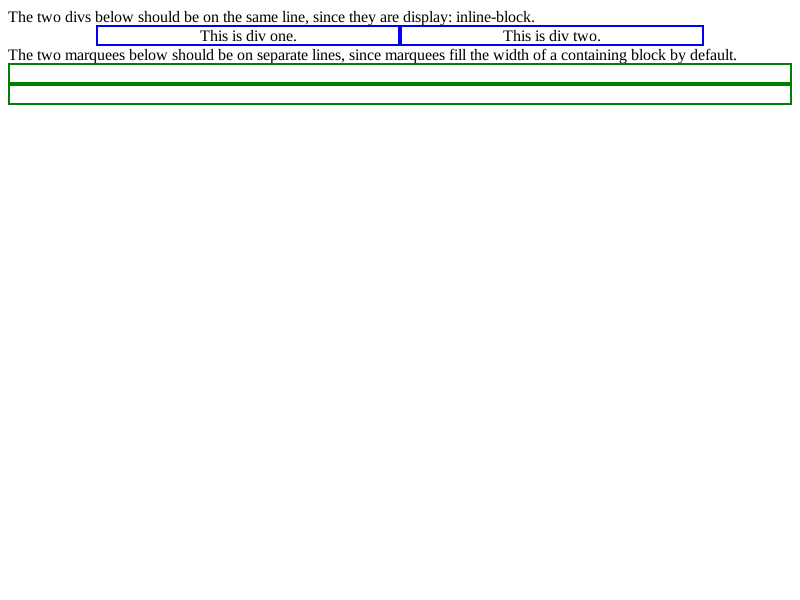 The two divs below should be on the same line, since they are display: inline-block.
This is div one. This is div two.
The two marquees below should be on separate lines, since marquees fill the width of a containing block by default.